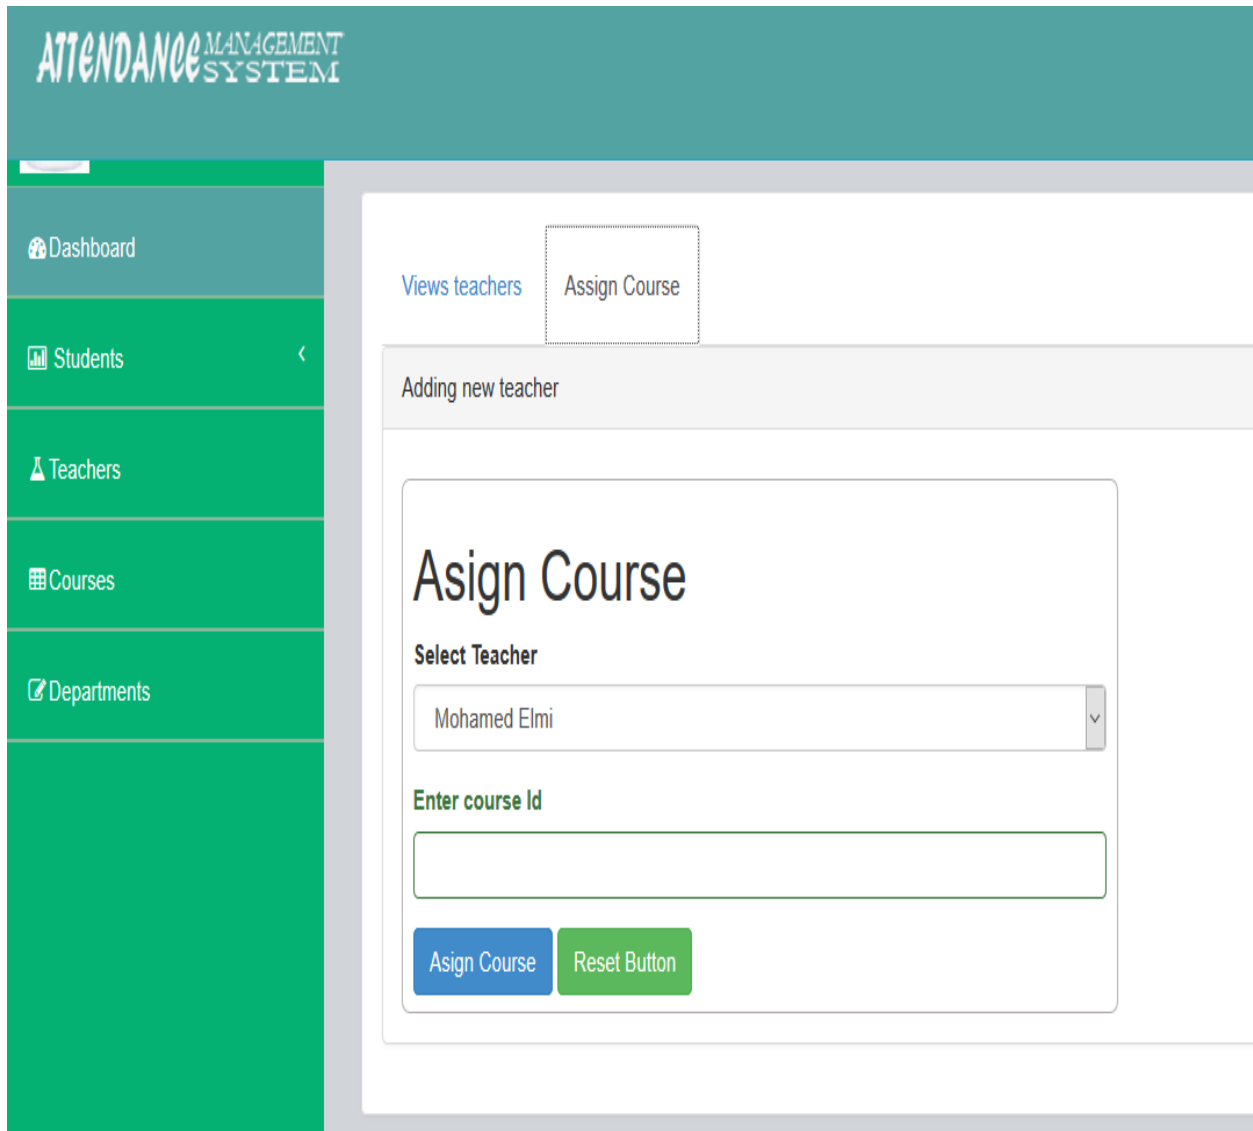 ATTENDANCE MANAGEMENT SYSTEM
Dashboard
Students
Teachers
Courses
Departments
Views teachers
Assign Course
Adding new teacher
Asign Course
Select Teacher
Mohamed Elmi
Enter course Id
Asign Course
Reset Button